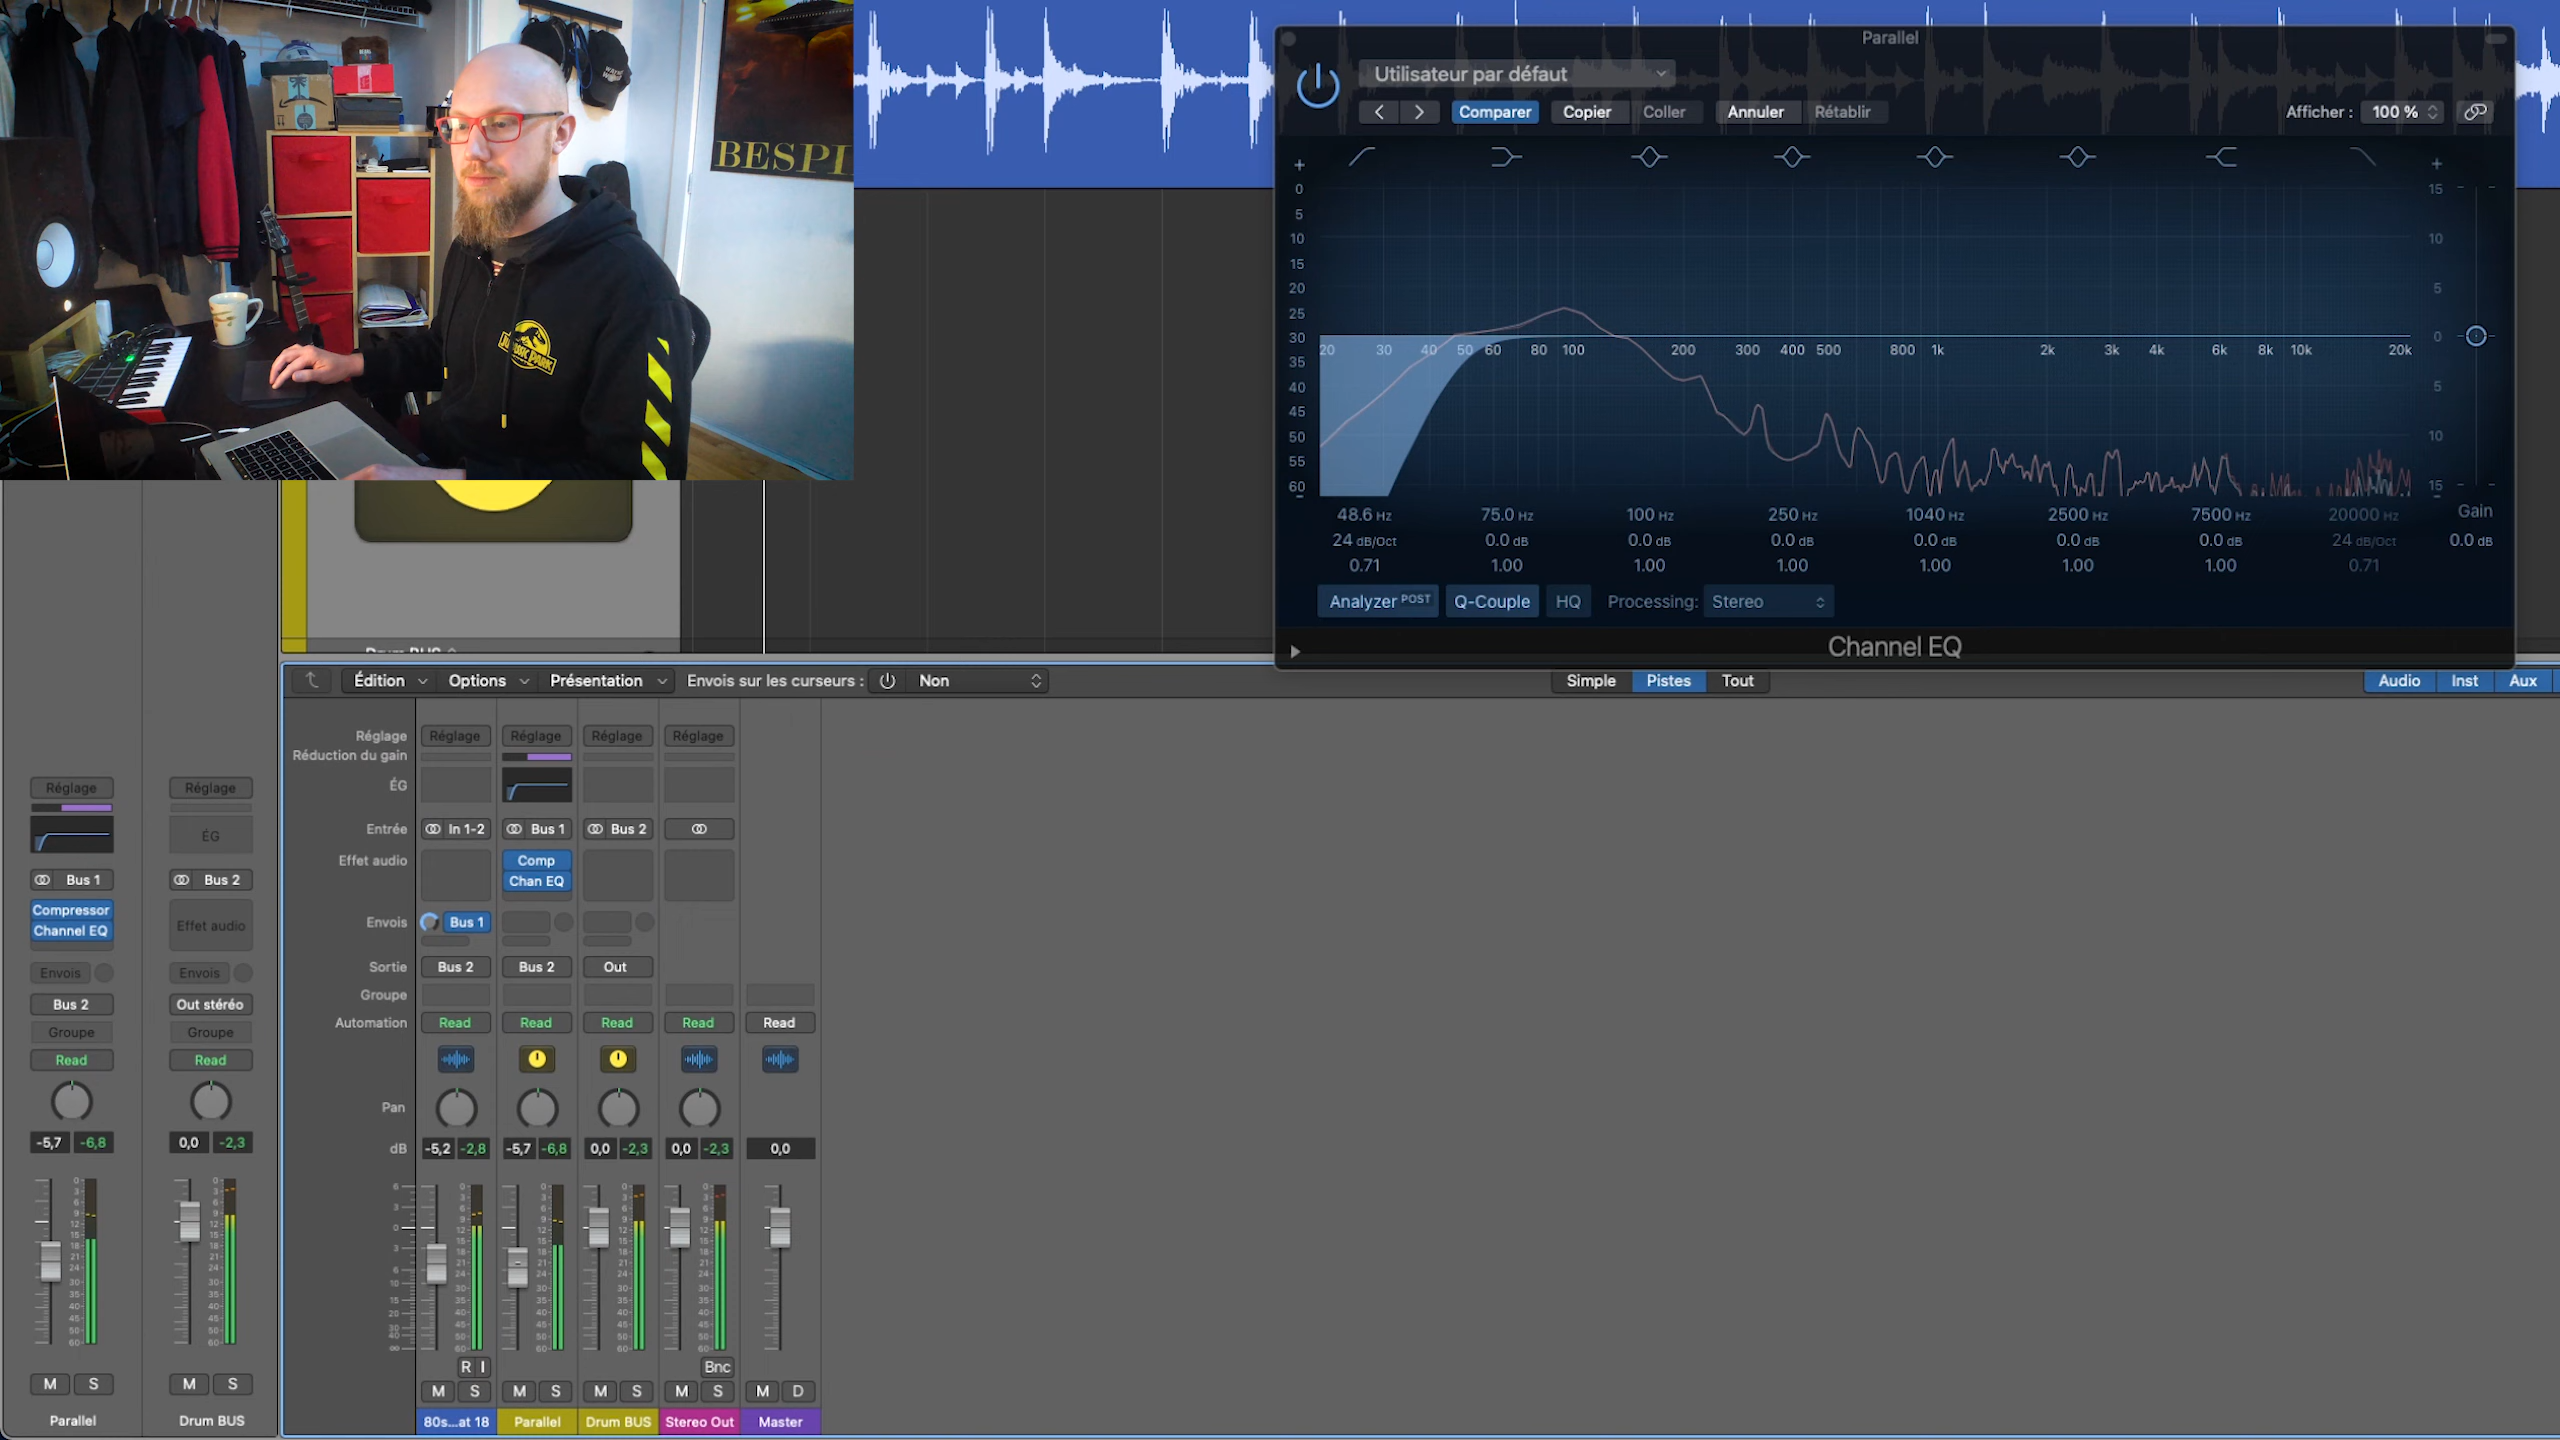 BESPI
JURASSIC PARK
Parallel
Utilisateur par défaut
Comparer Copier Coller Annuler Rétablir Afficher : 100 %
+ +
0 15
5
10 10
15
20 5
25
30 0
20 30 40 50 60 80 100 200 300 400 500 800 1k 2k 3k 4k 6k 8k 10k 20k
35
40 5
45
50 10
55
60 15
48.6 Hz 75.0 Hz 100 Hz 250 Hz 1040 Hz 2500 Hz 7500 Hz 20000 Hz Gain
24 dB/Oct 0.0 dB 0.0 dB 0.0 dB 0.0 dB 0.0 dB 0.0 dB 24 dB/Oct 0.0 dB
0.71 1.00 1.00 1.00 1.00 1.00 1.00 0.71
Analyzer POST Q-Couple HQ Processing: Stereo
Channel EQ
Drum BUS
Édition Options Présentation Envois sur les curseurs : Non Simple Pistes Tout Audio Inst Aux
Réglage Réglage
ÉG
Bus 1 Bus 2
Compressor
Channel EQ
Effet audio
Envois Envois
Bus 2 Out stéréo
Groupe Groupe
Read Read
-5,7 -6,8 0,0 -2,3
M S M S
Parallel Drum BUS
Réglage Réglage Réglage Réglage Réglage
Réduction du gain
ÉG
Entrée In 1-2 Bus 1 Bus 2
Effet audio Comp
Chan EQ
Envois Bus 1
Sortie Bus 2 Bus 2 Out
Groupe
Automation Read Read Read Read Read
Pan
dB -5,2 -2,8 -5,7 -6,8 0,0 -2,3 0,0 -2,3 0,0
R I Bnc
M S M S M S M S M D
80s...at 18 Parallel Drum BUS Stereo Out Master